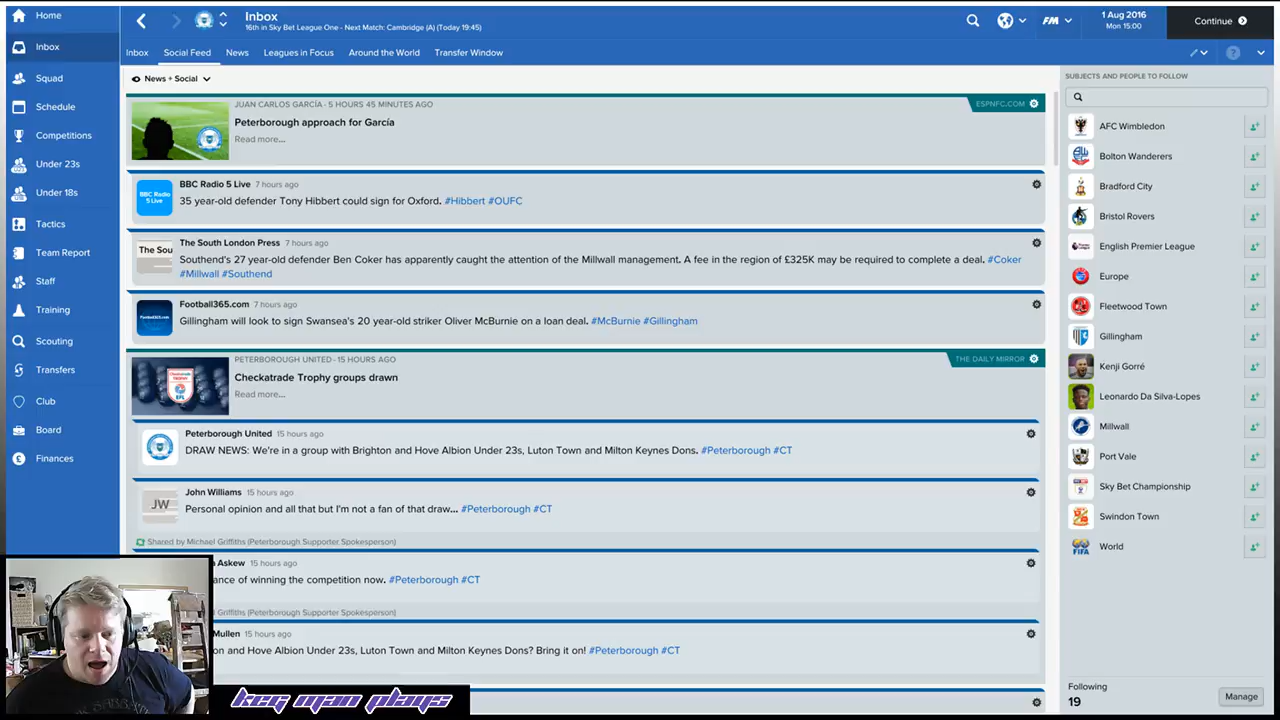 Home
Inbox
Squad
Schedule
Competitions
Under 23s
Under 18s
Tactics
Team Report
Staff
Training
Scouting
Transfers
Club
Board
Finances
Inbox
16th in Sky Bet League One - Next Match: Cambridge (A) (Today 19:45)
FM
1 Aug 2016
Mon 15:00
Continue
Inbox
Social Feed
News
Leagues in Focus
Around the World
Transfer Window
News + Social
JUAN CARLOS GARCÍA - 5 HOURS 45 MINUTES AGO
ESPNFC.COM
Peterborough approach for García
Read more...
BBC Radio 5 Live
BBC Radio 5 Live 7 hours ago
35 year-old defender Tony Hibbert could sign for Oxford. #Hibbert #OUFC
The Sou
The South London Press 7 hours ago
Southend's 27 year-old defender Ben Coker has apparently caught the attention of the Millwall management. A fee in the region of £325K may be required to complete a deal. #Coker
#Millwall #Southend
Football365.com
Football365.com 7 hours ago
Gillingham will look to sign Swansea's 20 year-old striker Oliver McBurnie on a loan deal. #McBurnie #Gillingham
PETERBOROUGH UNITED - 15 HOURS AGO
THE DAILY MIRROR
Checkatrade Trophy groups drawn
Read more...
Peterborough United 15 hours ago
DRAW NEWS: We're in a group with Brighton and Hove Albion Under 23s, Luton Town and Milton Keynes Dons. #Peterborough #CT
JW
John Williams 15 hours ago
Personal opinion and all that but I'm not a fan of that draw... #Peterborough #CT
Shared by Michael Griffiths (Peterborough Supporter Spokesperson)
Askew 15 hours ago
ance of winning the competition now. #Peterborough #CT
Griffiths (Peterborough Supporter Spokesperson)
Mullen 15 hours ago
on and Hove Albion Under 23s, Luton Town and Milton Keynes Dons? Bring it on! #Peterborough #CT
SUBJECTS AND PEOPLE TO FOLLOW
AFC Wimbledon
Bolton Wanderers
Bradford City
Bristol Rovers
English Premier League
Europe
Fleetwood Town
Gillingham
Kenji Gorré
Leonardo Da Silva-Lopes
Millwall
Port Vale
Sky Bet Championship
Swindon Town
World
Following
19
Manage
keg man plays